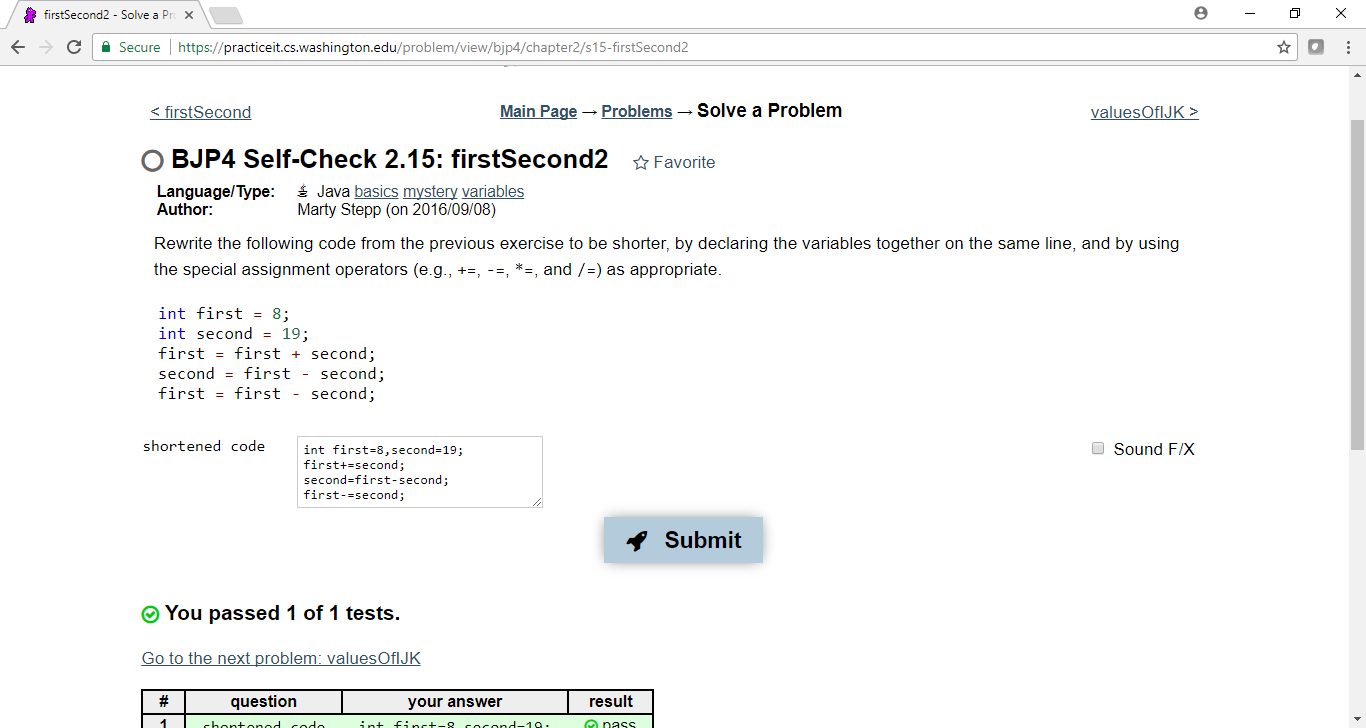 firstSecond2 - Solve a Pr
Secure https://practiceit.cs.washington.edu/problem/view/bjp4/chapter2/s15-firstSecond2
< firstSecond Main Page → Problems → Solve a Problem valuesOfIJK >
BJP4 Self-Check 2.15: firstSecond2 Favorite
Language/Type: Java basics mystery variables
Author: Marty Stepp (on 2016/09/08)
Rewrite the following code from the previous exercise to be shorter, by declaring the variables together on the same line, and by using
the special assignment operators (e.g., +=, -=, *=, and /=) as appropriate.
int first = 8;
int second = 19;
first = first + second;
second = first - second;
first = first - second;
shortened code
int first=8,second=19;
first+=second;
second=first-second;
first-=second;
Sound F/X
Submit
You passed 1 of 1 tests.
Go to the next problem: valuesOfIJK
# question your answer result
1 shortened code int first=8,second=19; pass